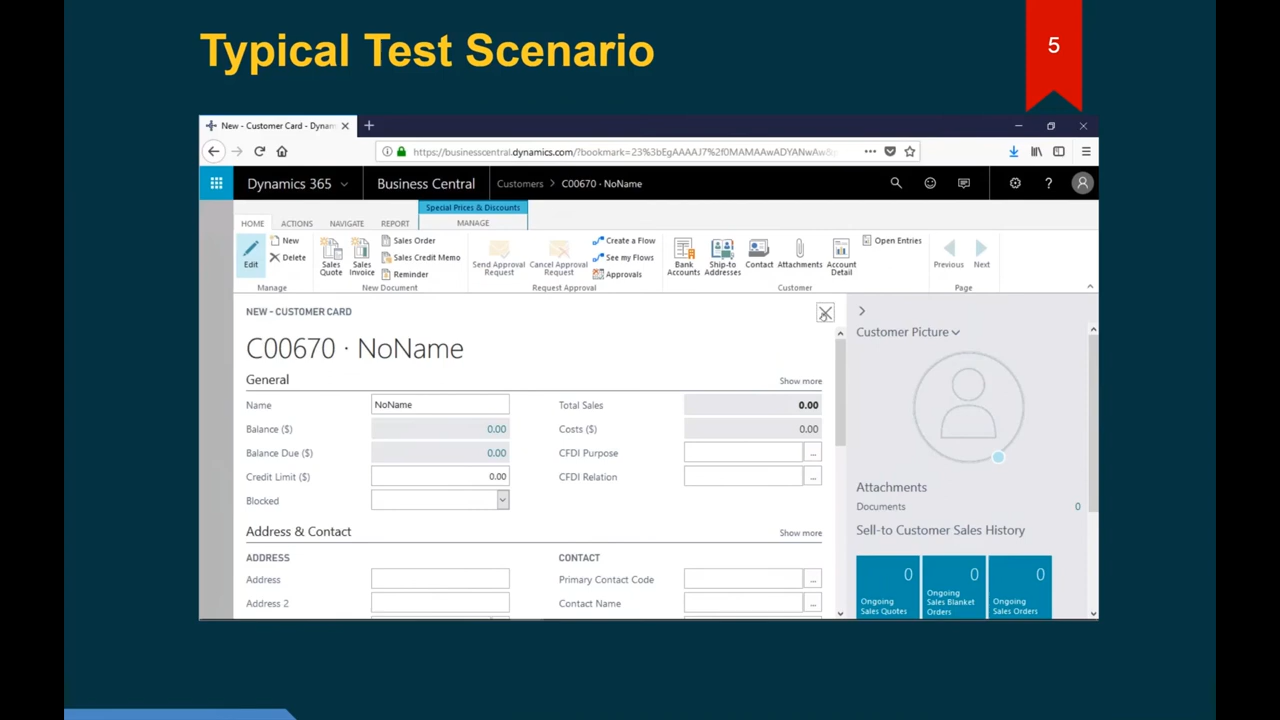 Typical Test Scenario
5
New - Customer Card - Dynam
https://businesscentral.dynamics.com/?bookmark=23%3bEgAAAAJ7%2f0MAMAAwADYANwAw&
Dynamics 365
Business Central
Customers > C00670 · NoName
?
Special Prices & Discounts
HOME ACTIONS NAVIGATE REPORT MANAGE
Edit
New
Delete
Manage
Sales Quote
Sales Invoice
Sales Order
Sales Credit Memo
Reminder
New Document
Send Approval Request
Cancel Approval Request
Create a Flow
See my Flows
Approvals
Request Approval
Bank Accounts
Ship-to Addresses
Contact
Attachments
Account Detail
Open Entries
Customer
Previous
Next
Page
NEW - CUSTOMER CARD
C00670 · NoName
General
Show more
Name NoName
Balance ($) 0.00
Balance Due ($) 0.00
Credit Limit ($) 0.00
Blocked
Total Sales 0.00
Costs ($) 0.00
CFDI Purpose ...
CFDI Relation ...
Address & Contact
Show more
ADDRESS
Address
Address 2
CONTACT
Primary Contact Code ...
Contact Name ...
Customer Picture
Attachments
Documents 0
Sell-to Customer Sales History
0
Ongoing Sales Quotes
0
Ongoing Sales Blanket Orders
0
Ongoing Sales Orders